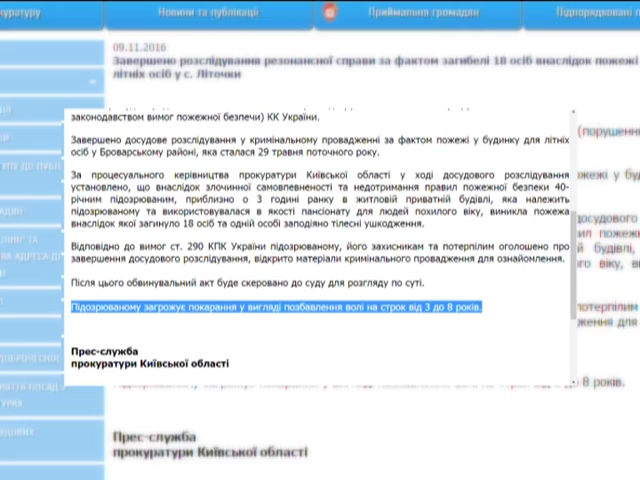 куратуру
Новини та публікації
Приймальня громадян
Підпорядковані п
09.11.2016
Завершено розслідування резонансної справи за фактом загибелі 18 осіб внаслідок пожежі
літніх осіб у с. Літочки
законодавством вимог пожежної безпеки) КК України.
(порушенн
Завершено досудове розслідування у кримінальному провадженні за фактом пожежі у будинку для літніх
осіб у Броварському районі, яка сталася 29 травня поточного року.
За процесуального керівництва прокуратури Київської області у ході досудового розслідування
установлено, що внаслідок злочинної самовпевненості та недотримання правил пожежної безпеки 40-
річним підозрюваним, приблизно о 3 годині ранку в житловій приватній будівлі, яка належить
підозрюваному та використовувалася в якості пансіонату для людей похилого віку, виникла пожежа
внаслідок якої загинуло 18 осіб та одній особі заподіяно тілесні ушкодження.
Відповідно до вимог ст. 290 КПК України підозрюваному, його захисникам та потерпілим оголошено про
завершення досудового розслідування, відкрито матеріали кримінального провадження для ознайомлення.
Після цього обвинувальний акт буде скеровано до суду для розгляду по суті.
Підозрюваному загрожує покарання у вигляді позбавлення волі на строк від 3 до 8 років.
Прес-служба
прокуратури Київської області
8 років.
Прес-служба
прокуратури Київської області